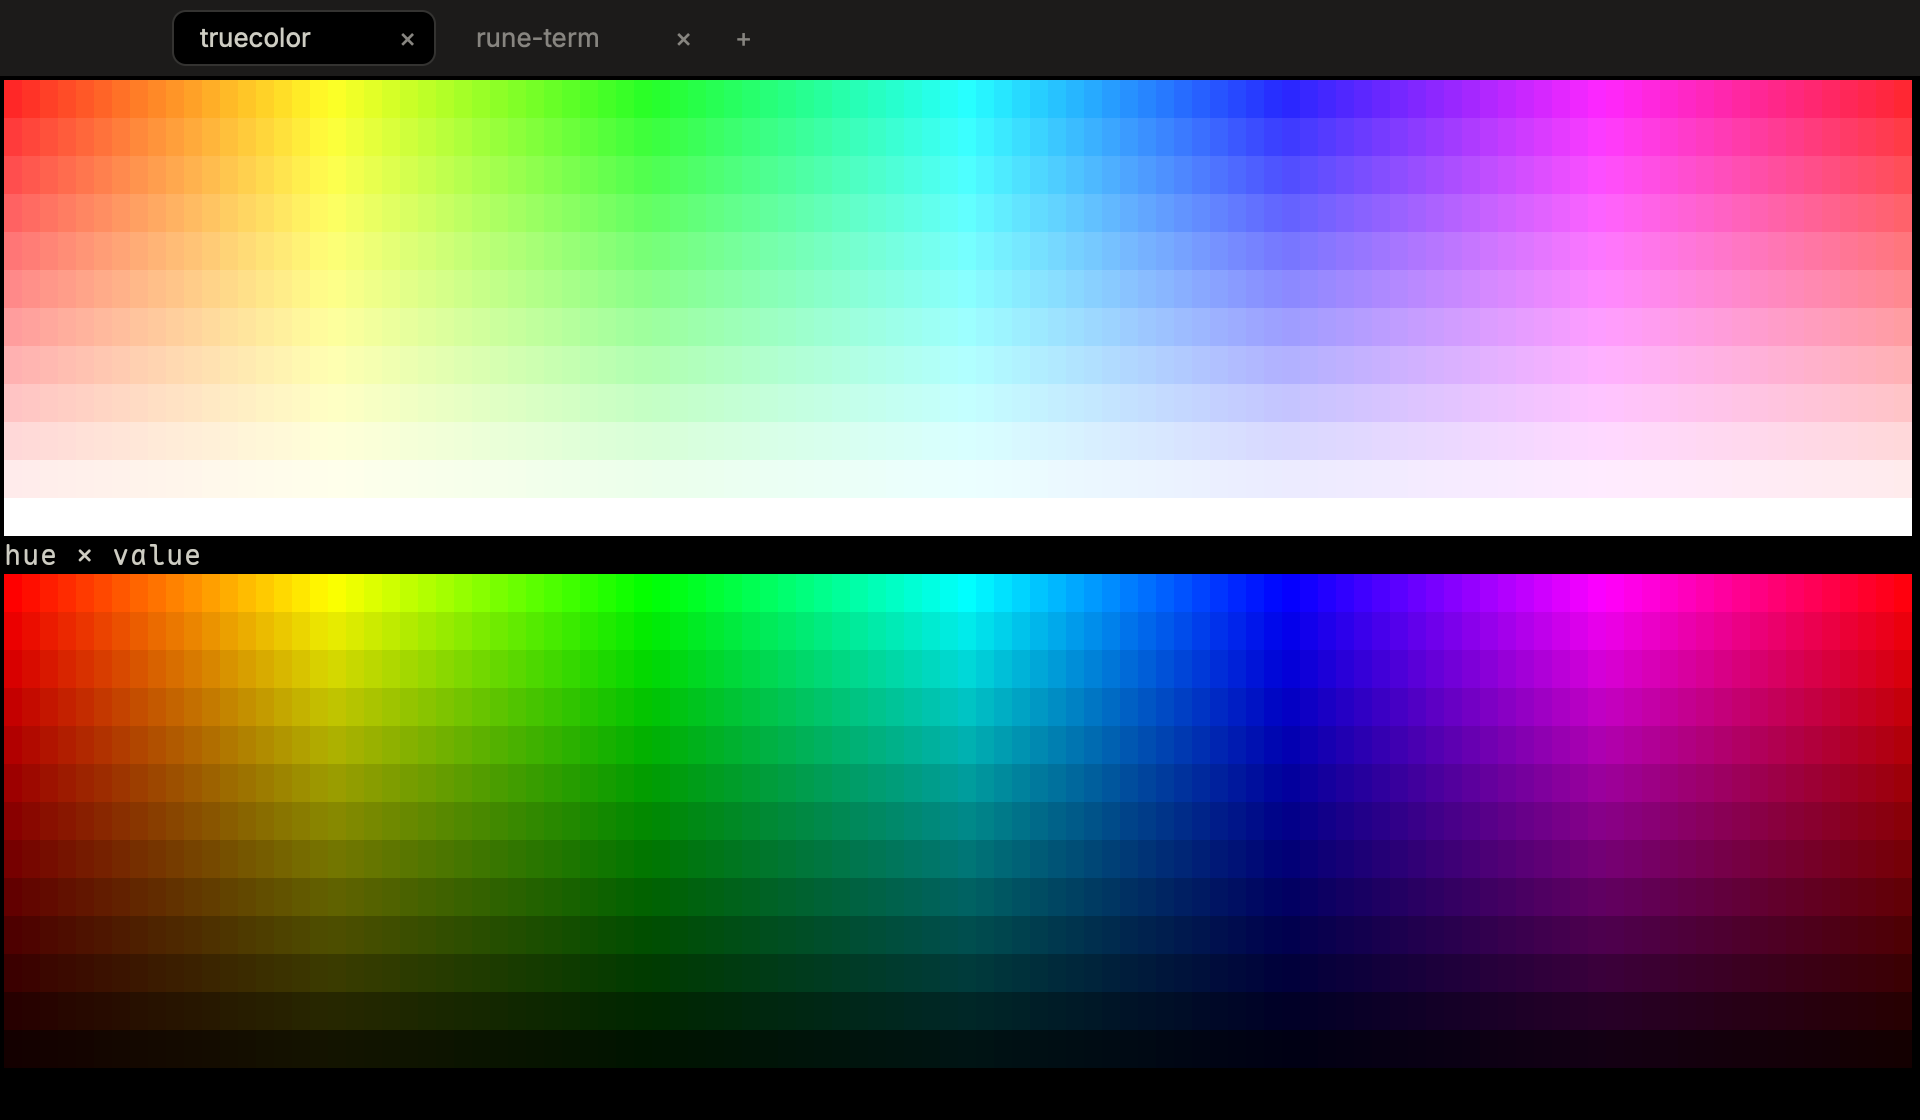 truecolor × rune-term × +
hue × value